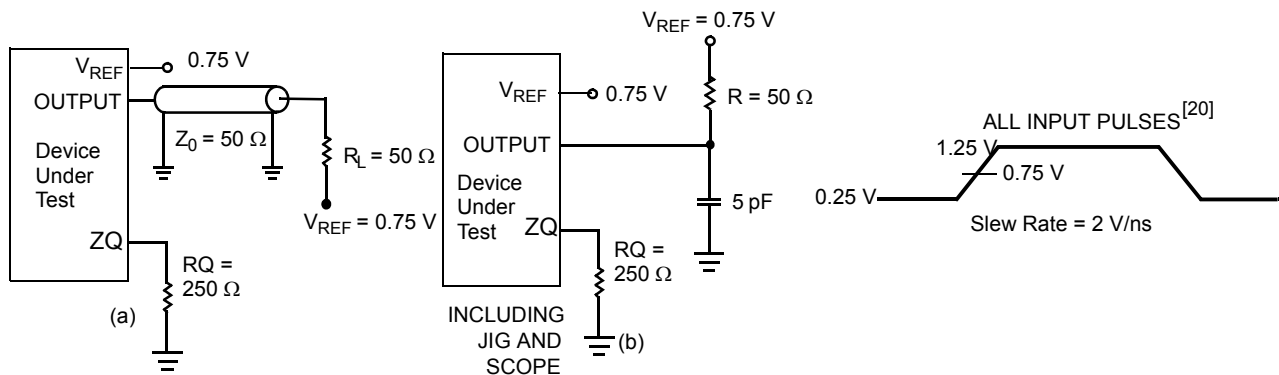 V_REF
0.75 V
OUTPUT
Z_0 = 50 Ω
Device
Under
Test
R_L = 50 Ω
V_REF = 0.75 V
ZQ
RQ =
250 Ω
(a)
V_REF = 0.75 V
R = 50 Ω
V_REF
0.75 V
OUTPUT
Device
Under
Test
5 pF
ZQ
RQ =
250 Ω
INCLUDING
JIG AND
SCOPE
(b)
ALL INPUT PULSES[20]
1.25 V
0.75 V
0.25 V
Slew Rate = 2 V/ns